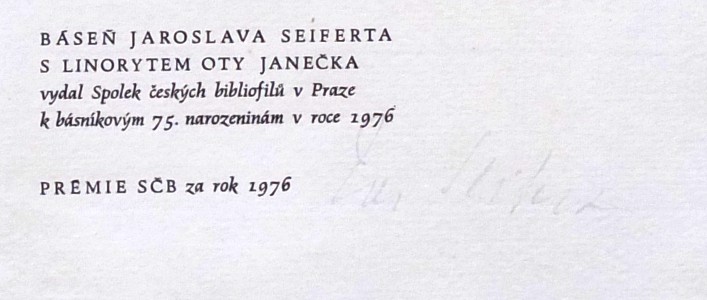 BÁSEŇ JAROSLAVA SEIFERTA
S LINORYTEM OTY JANEČKA
vydal Spolek českých bibliofilů v Praze
k básníkovým 75. narozeninám v roce 1976
PRÉMIE SČB za rok 1976